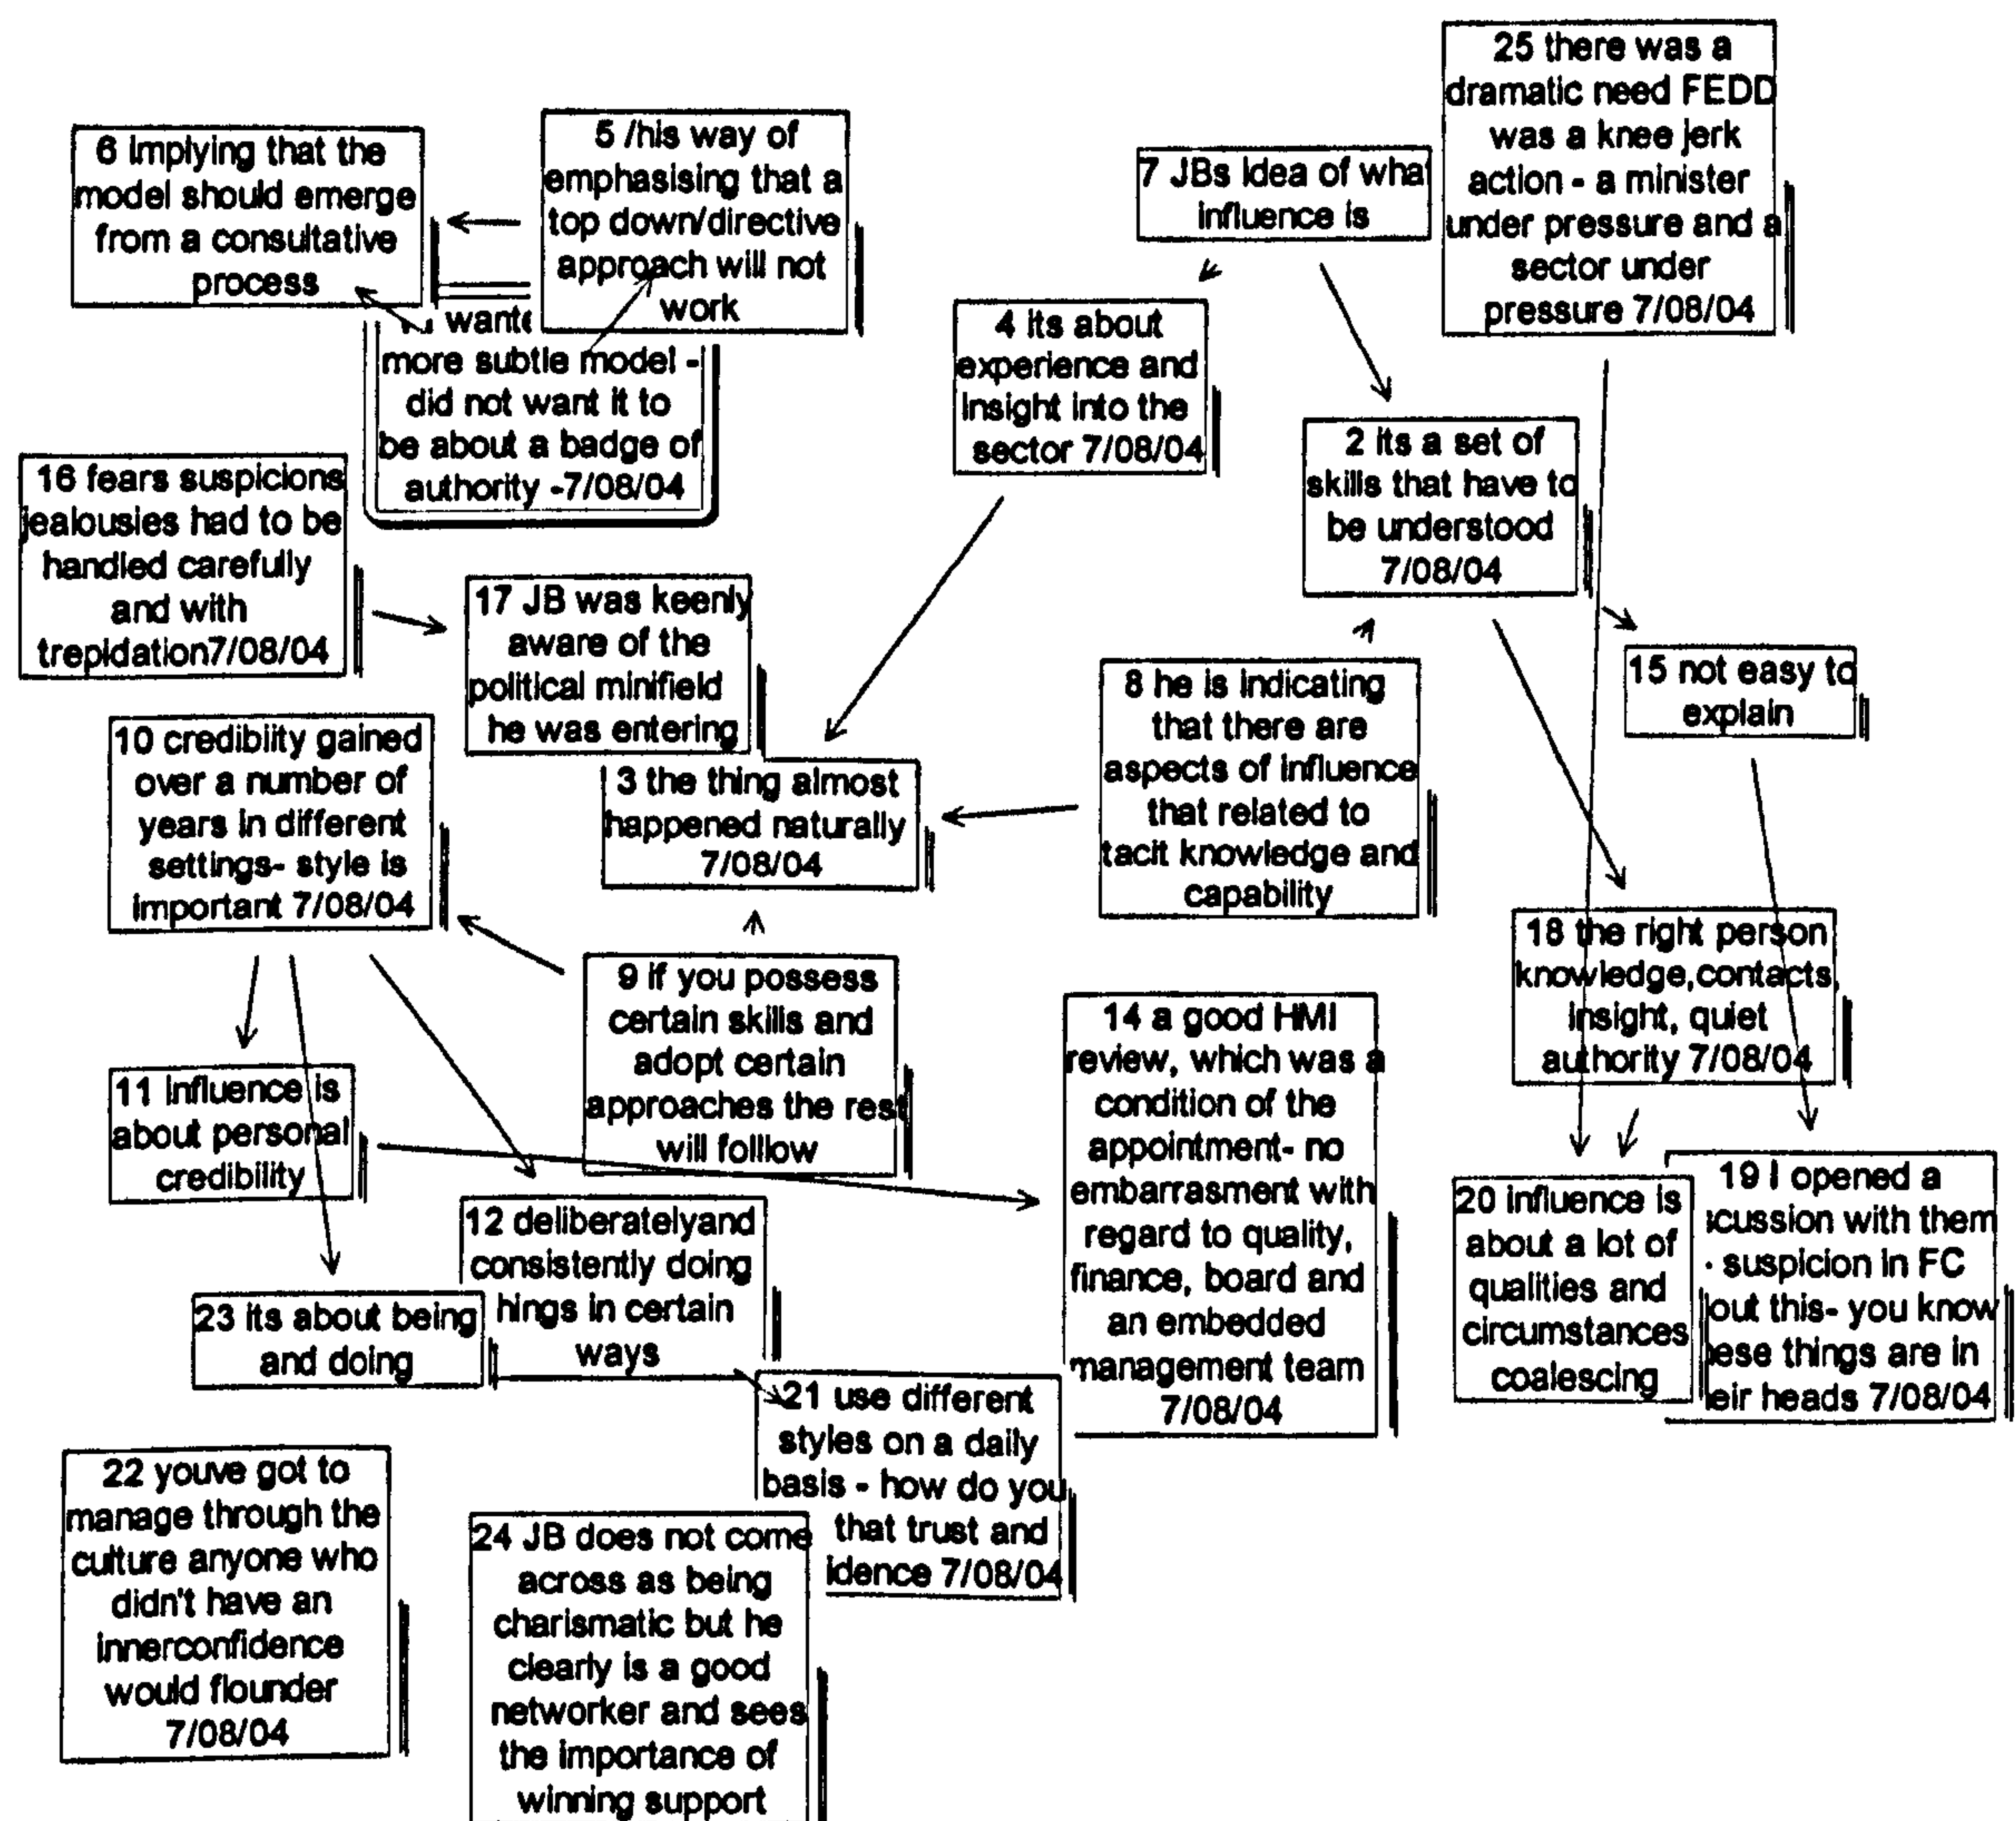 25 there was a
dramatic need FEDD
was a knee jerk
action - a minister
under pressure and a
sector under
pressure 7/08/04
6 implying that the
model should emerge
from a consultative
process
5 /his way of
emphasising that a
top down/directive
approach will not
work
7 JBs idea of what
influence is
more subtle model -
did not want it to
be about a badge of
authority -7/08/04
4 its about
experience and
insight into the
sector 7/08/04
2 its a set of
skills that have to
be understood
7/08/04
16 fears suspicions
jealousies had to be
handled carefully
and with
trepidation7/08/04
17 JB was keenly
aware of the
political minifield
he was entering
15 not easy to
explain
8 he is indicating
that there are
aspects of influence
that related to
tacit knowledge and
capability
10 credibiity gained
over a number of
years in different
settings- style is
important 7/08/04
3 the thing almost
happened naturally
7/08/04
18 the right person
knowledge,contacts,
insight, quiet
authority 7/08/04
9 if you possess
certain skills and
adopt certain
approaches the rest
will folllow
14 a good HMI
review, which was a
condition of the
appointment- no
embarrasment with
regard to quality,
finance, board and
an embedded
management team
7/08/04
11 influence is
about personal
credibility
12 deliberatelyand
consistently doing
hings in certain
ways
20 influence is
about a lot of
qualities and
circumstances
coalescing
19 I opened a
cussion with them
- suspicion in FC
out this- you know
ese things are in
eir heads 7/08/04
23 its about being
and doing
21 use different
styles on a daily
basis - how do you
that trust and
idence 7/08/04
22 youve got to
manage through the
culture anyone who
didn't have an
innerconfidence
would flounder
7/08/04
24 JB does not come
across as being
charismatic but he
clearly is a good
networker and sees
the importance of
winning support